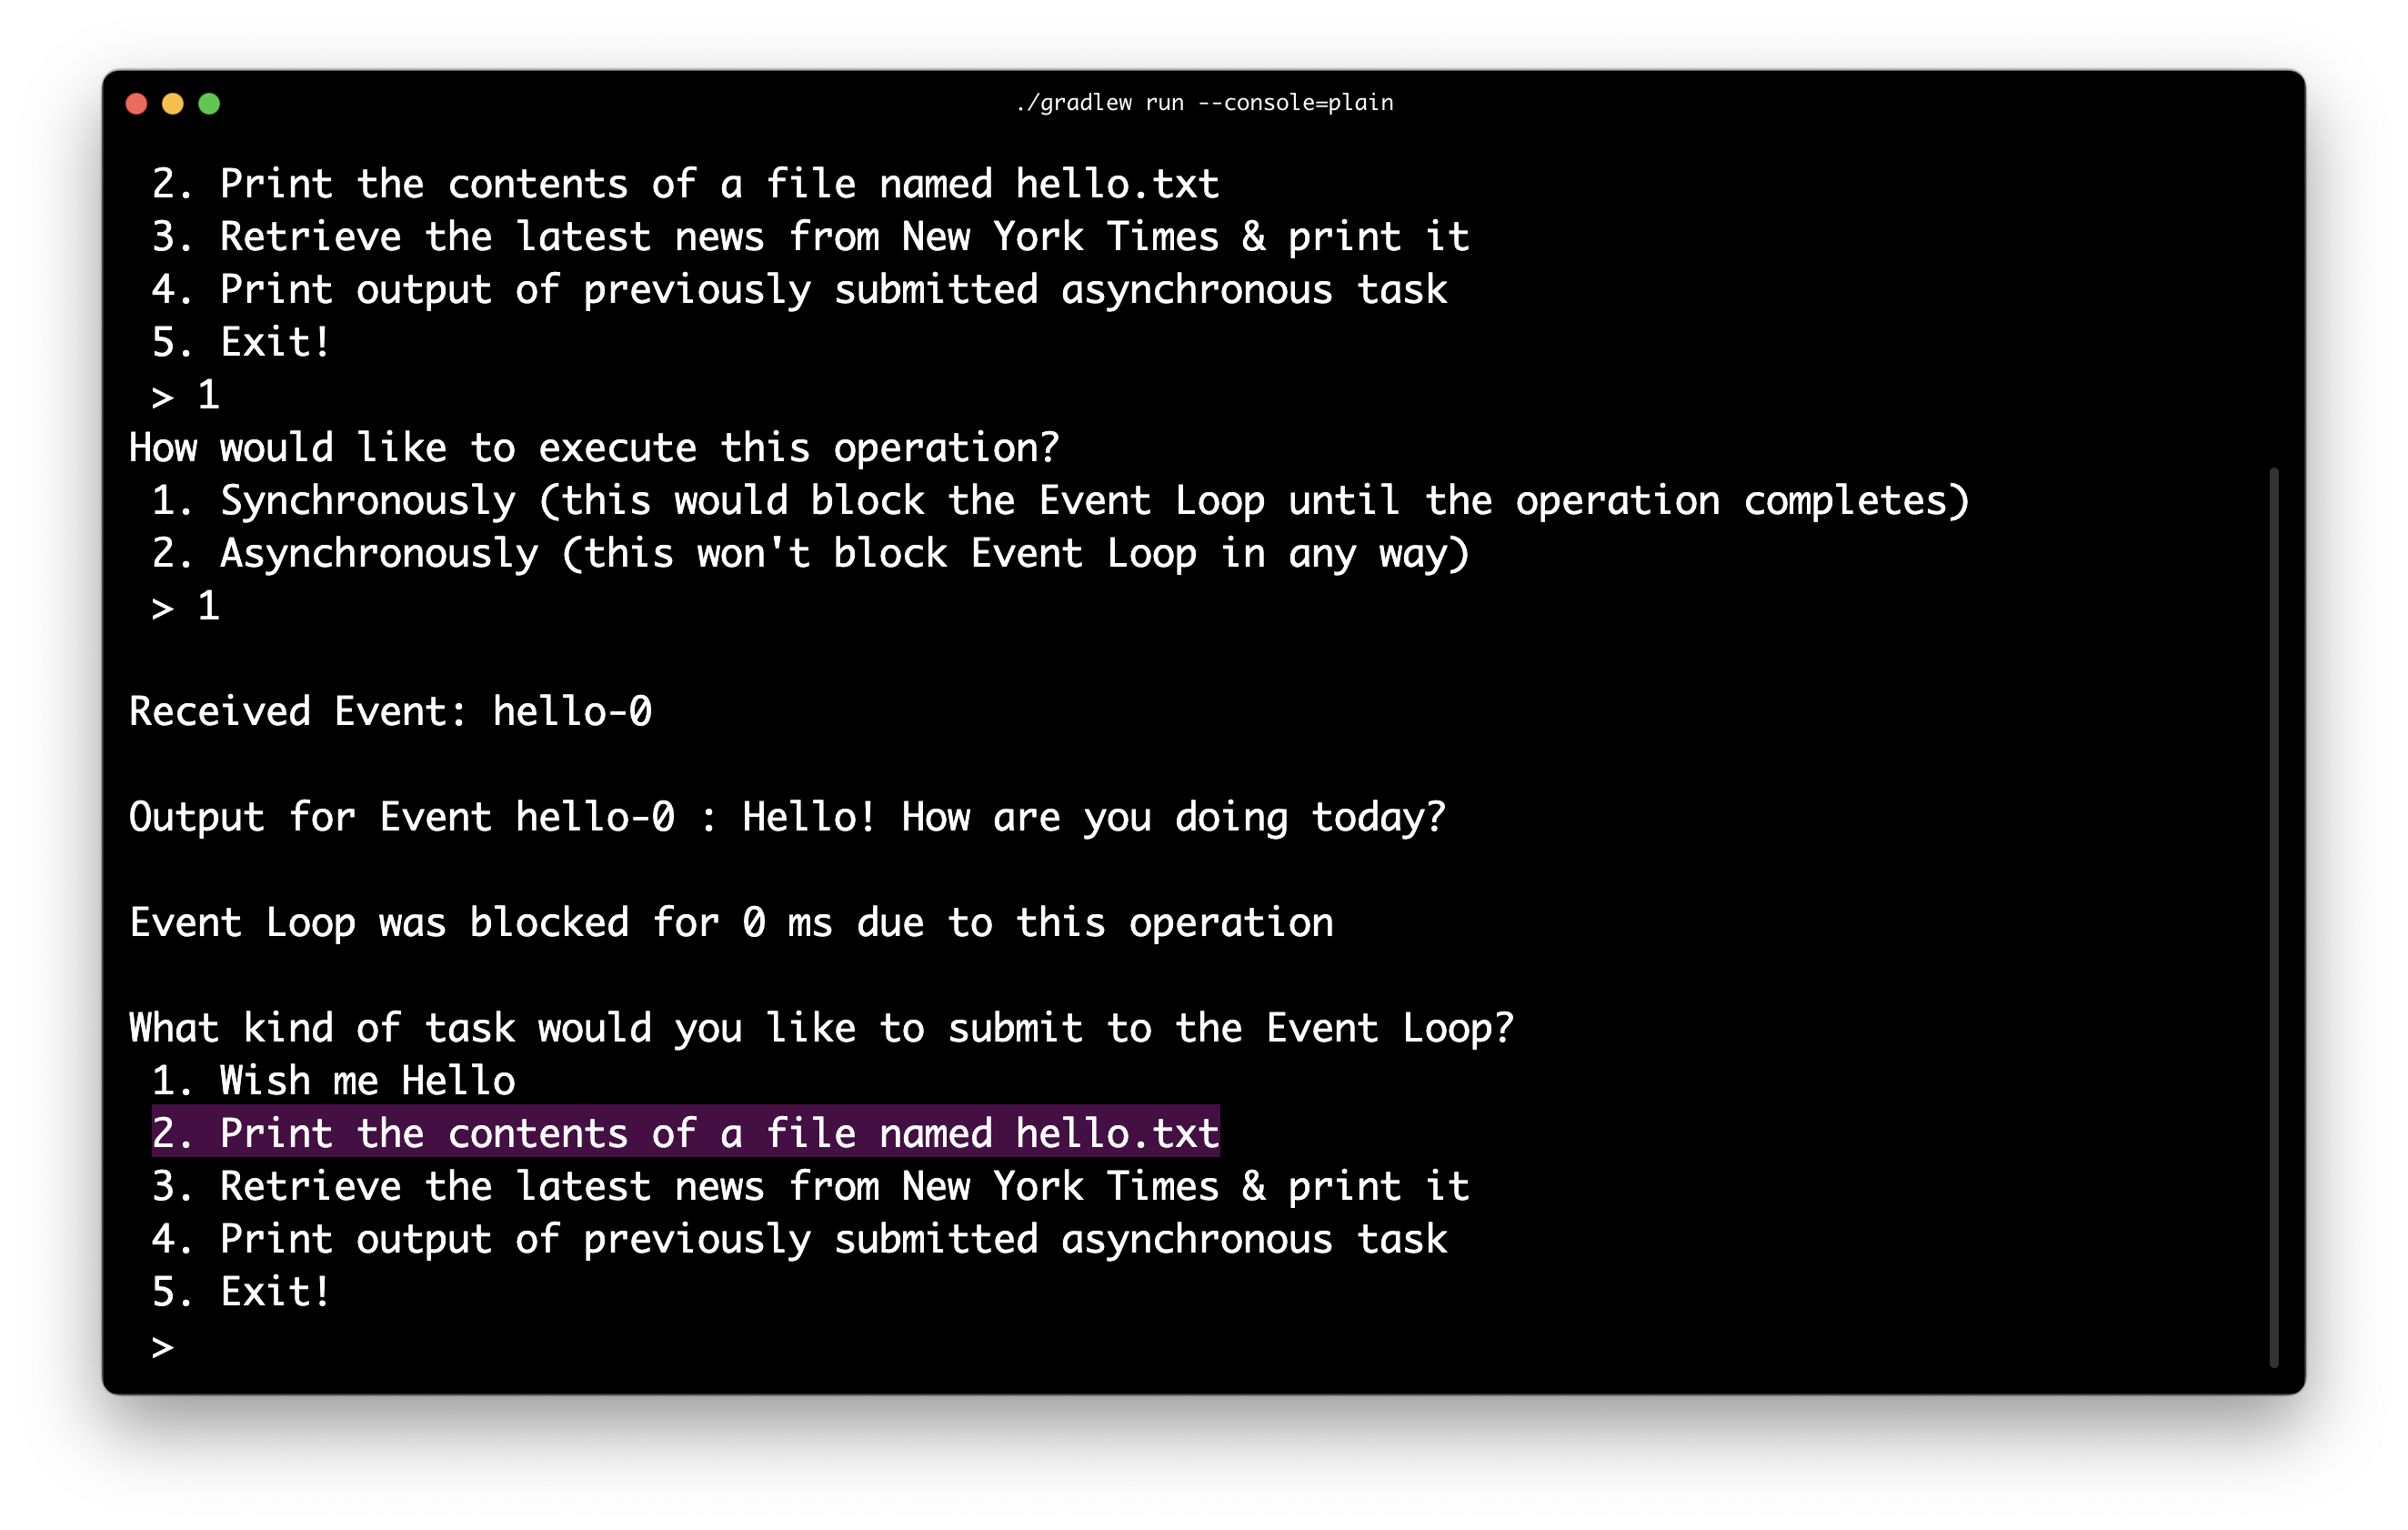 ./gradlew run --console=plain
2. Print the contents of a file named hello.txt
3. Retrieve the latest news from New York Times & print it
4. Print output of previously submitted asynchronous task
5. Exit!
> 1
How would like to execute this operation?
1. Synchronously (this would block the Event Loop until the operation completes)
2. Asynchronously (this won't block Event Loop in any way)
> 1
Received Event: hello-0
Output for Event hello-0 : Hello! How are you doing today?
Event Loop was blocked for 0 ms due to this operation
What kind of task would you like to submit to the Event Loop?
1. Wish me Hello
2. Print the contents of a file named hello.txt
3. Retrieve the latest news from New York Times & print it
4. Print output of previously submitted asynchronous task
5. Exit!
>